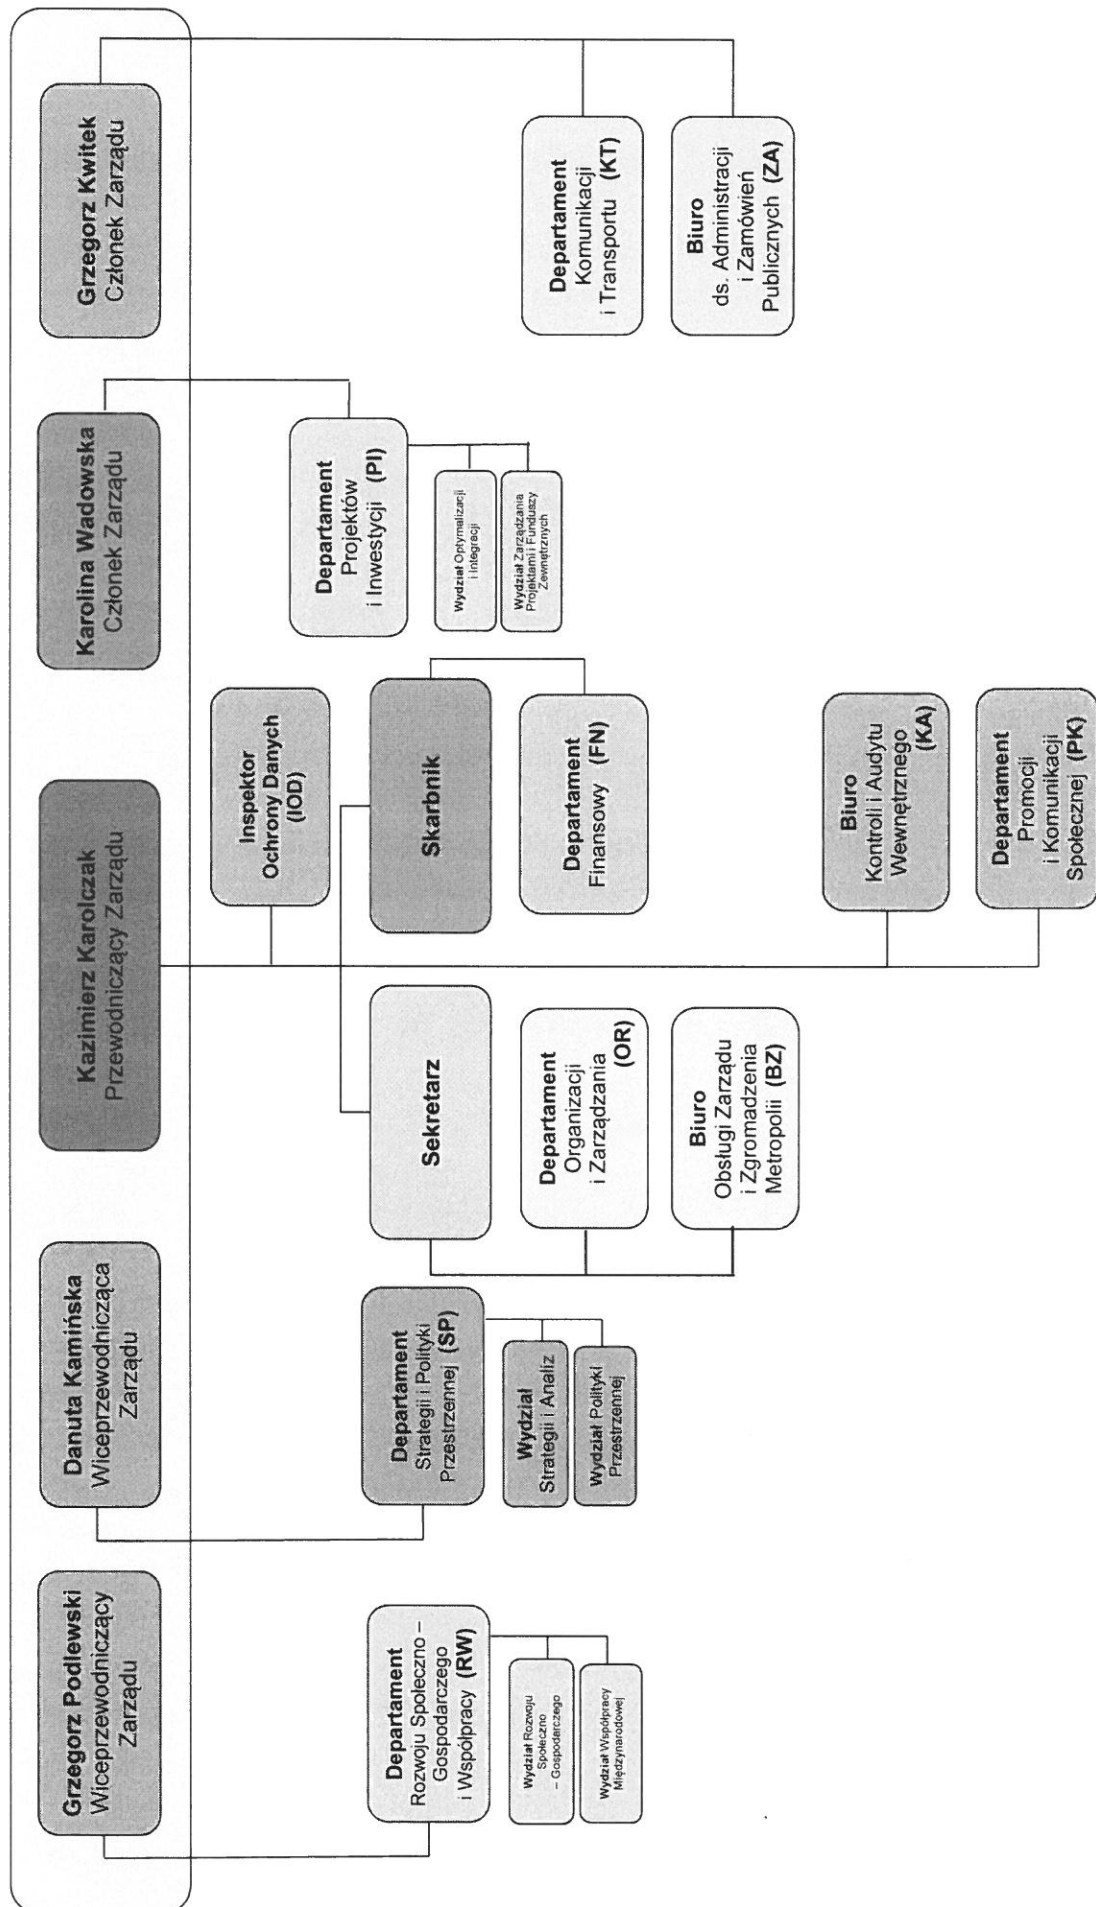 Grzegorz Podlewski
Wiceprzewodniczący
Zarządu
Danuta Kamińska
Wiceprzewodnicząca
Zarządu
Kazimierz Karolczak
Przewodniczący Zarządu
Karolina Wadowska
Członek Zarządu
Grzegorz Kwitek
Członek Zarządu
Departament
Rozwoju Społeczno –
Gospodarczego
i Współpracy (RW)
Wydział Rozwoju
Społeczno
– Gospodarczego
Wydział Współpracy
Międzynarodowej
Departament
Strategii i Polityki
Przestrzennej (SP)
Wydział
Strategii i Analiz
Wydział Polityki
Przestrzennej
Inspektor
Ochrony Danych
(IOD)
Sekretarz
Departament
Organizacji
i Zarządzania
(OR)
Biuro
Obsługi Zarządu
i Zgromadzenia
Metropolii (BZ)
Skarbnik
Departament
Finansowy (FN)
Biuro
Kontroli i Audytu
Wewnętrznego
(KA)
Departament
Promocji
i Komunikacji
Społecznej (PK)
Departament
Projektów
i Inwestycji (PI)
Wydział Optymalizacji
i Integracji
Wydział Zarządzania
Projektami i Funduszy
Zewnętrznych
Departament
Komunikacji
i Transportu (KT)
Biuro
ds. Administracji
i Zamówień
Publicznych (ZA)